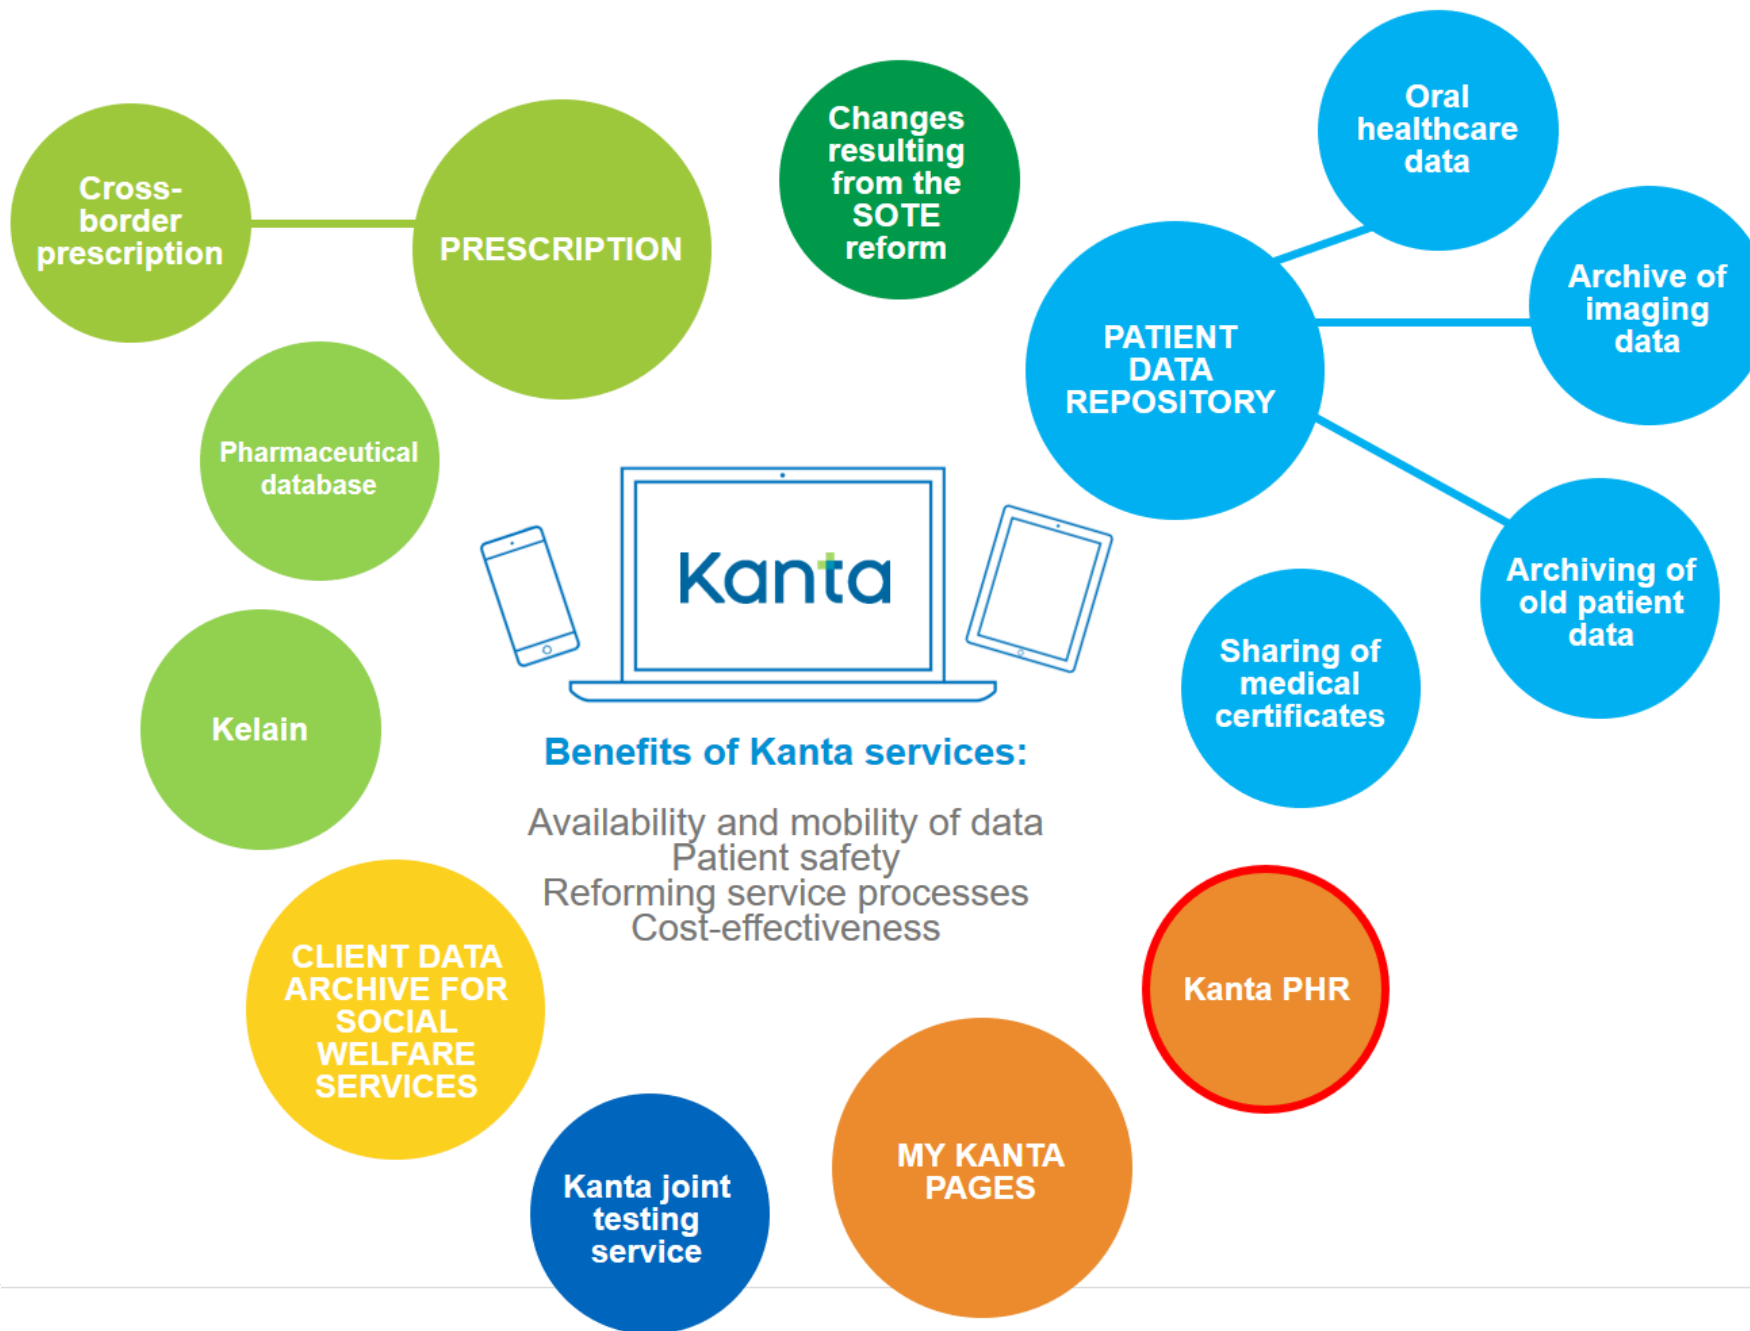 Cross-
border
prescription
PRESCRIPTION
Changes
resulting
from the
SOTE
reform
Oral
healthcare
data
PATIENT
DATA
REPOSITORY
Archive of
imaging
data
Archiving of
old patient
data
Sharing of
medical
certificates
Pharmaceutical
database
Kelain
Kanta
Benefits of Kanta services:
Availability and mobility of data
Patient safety
Reforming service processes
Cost-effectiveness
CLIENT DATA
ARCHIVE FOR
SOCIAL
WELFARE
SERVICES
Kanta joint
testing
service
MY KANTA
PAGES
Kanta PHR